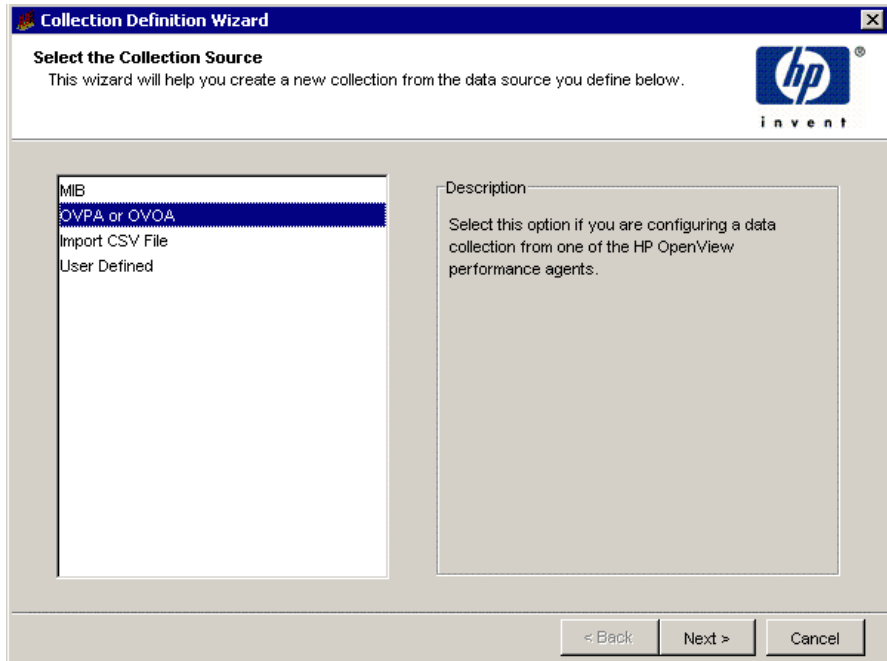 Collection Definition Wizard
Select the Collection Source
This wizard will help you create a new collection from the data source you define below.
hp
®
invent
MIB
OVPA or OVOA
Import CSV File
User Defined
Description
Select this option if you are configuring a data
collection from one of the HP OpenView
performance agents.
< Back
Next >
Cancel